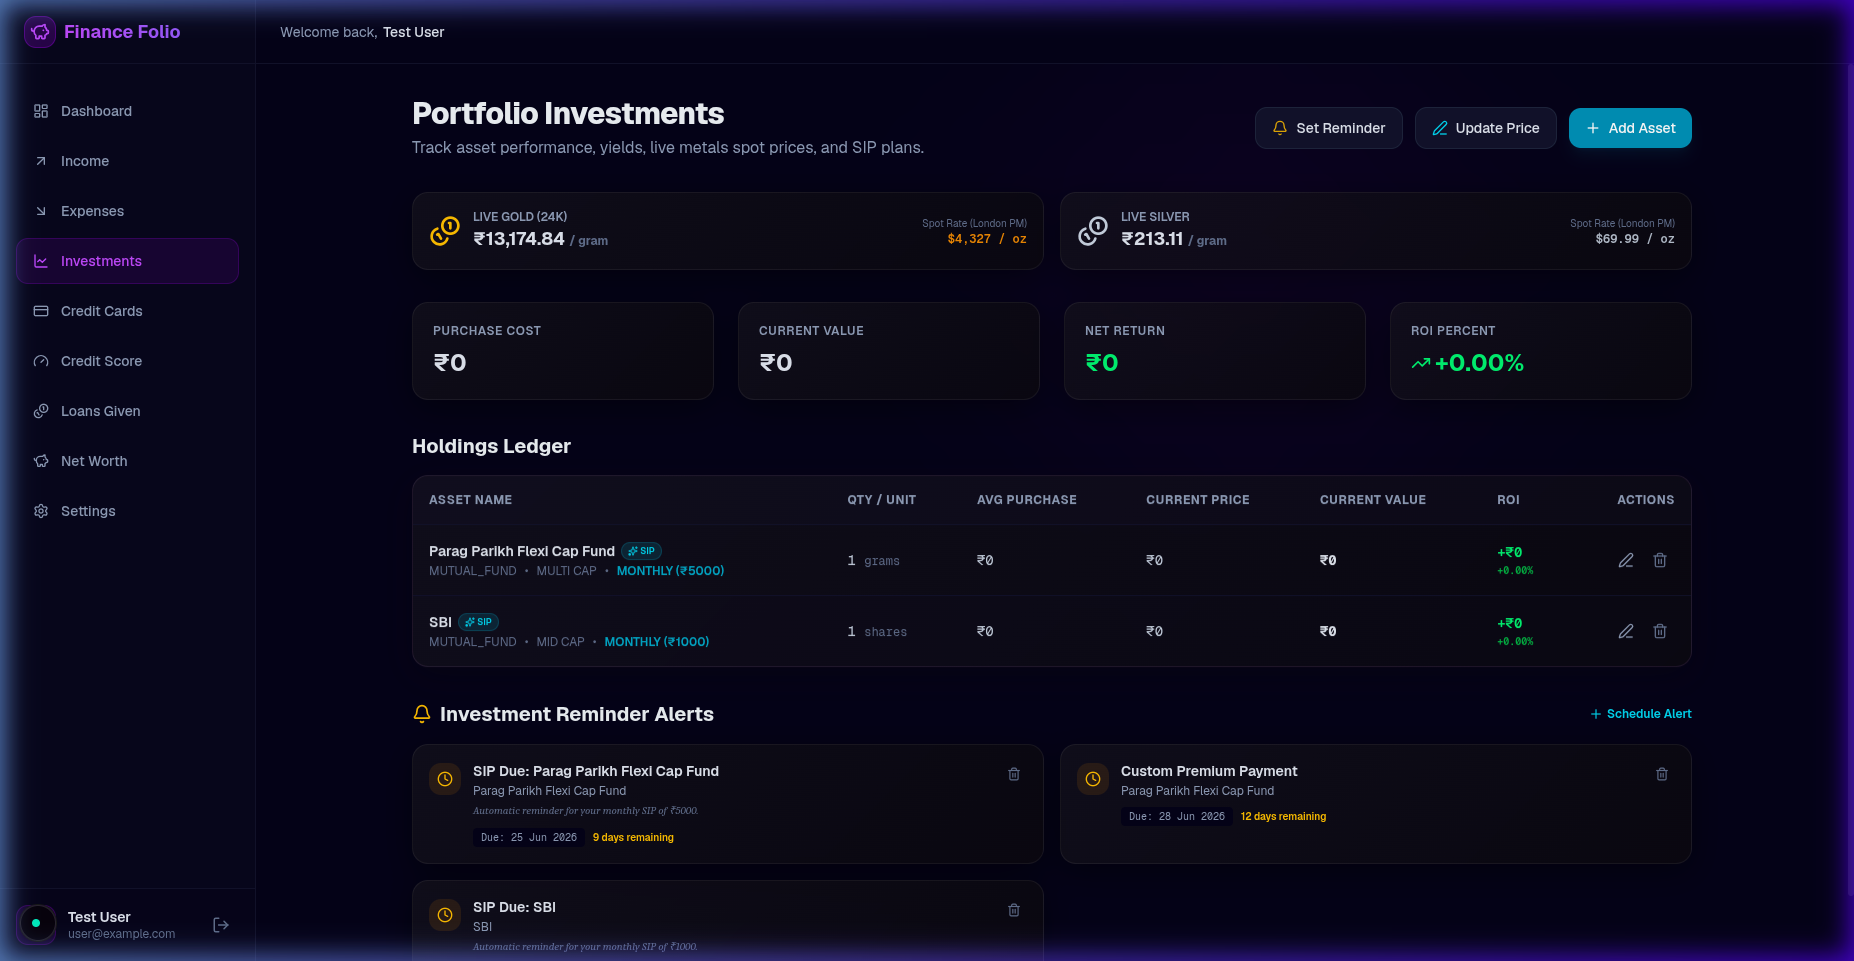 Finance Folio
Welcome back, Test User
Dashboard
Income
Expenses
Investments
Credit Cards
Credit Score
Loans Given
Net Worth
Settings
Test User
user@example.com
Portfolio Investments
Track asset performance, yields, live metals spot prices, and SIP plans.
Set Reminder
Update Price
Add Asset
LIVE GOLD (24K)
₹13,174.84 / gram
Spot Rate (London PM)
$4,327 / oz
LIVE SILVER
₹213.11 / gram
Spot Rate (London PM)
$69.99 / oz
PURCHASE COST
₹0
CURRENT VALUE
₹0
NET RETURN
₹0
ROI PERCENT
+0.00%
Holdings Ledger
ASSET NAME QTY / UNIT AVG PURCHASE CURRENT PRICE CURRENT VALUE ROI ACTIONS
Parag Parikh Flexi Cap Fund SIP
MUTUAL_FUND • MULTI CAP • MONTHLY (₹5000)
1 grams ₹0 ₹0 ₹0
+₹0
+0.00%
SBI SIP
MUTUAL_FUND • MID CAP • MONTHLY (₹1000)
1 shares ₹0 ₹0 ₹0
+₹0
+0.00%
Investment Reminder Alerts
+ Schedule Alert
SIP Due: Parag Parikh Flexi Cap Fund
Parag Parikh Flexi Cap Fund
Automatic reminder for your monthly SIP of ₹5000.
Due: 25 Jun 2026 9 days remaining
Custom Premium Payment
Parag Parikh Flexi Cap Fund
Due: 28 Jun 2026 12 days remaining
SIP Due: SBI
SBI
Automatic reminder for your monthly SIP of ₹1000.